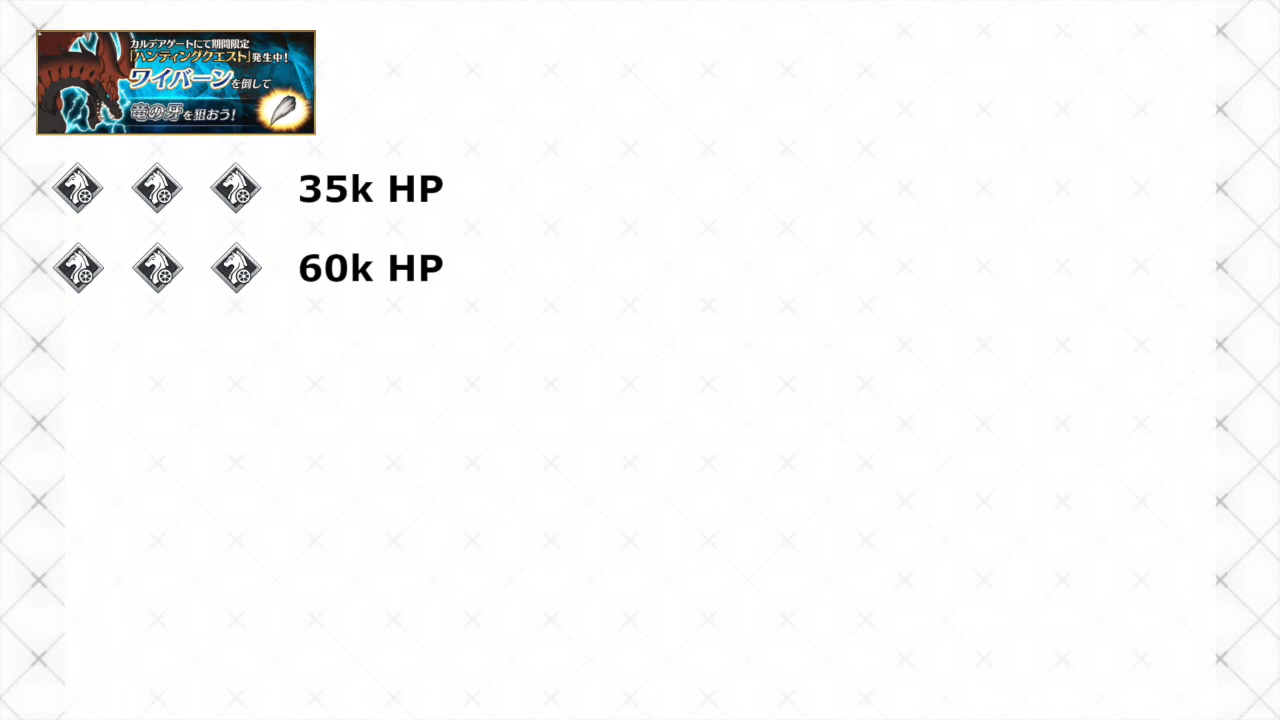 カルデアゲートにて期間限定
「ハンティングクエスト」発生中!
ワイバーンを倒して
竜の牙を狙おう!
35k HP
60k HP